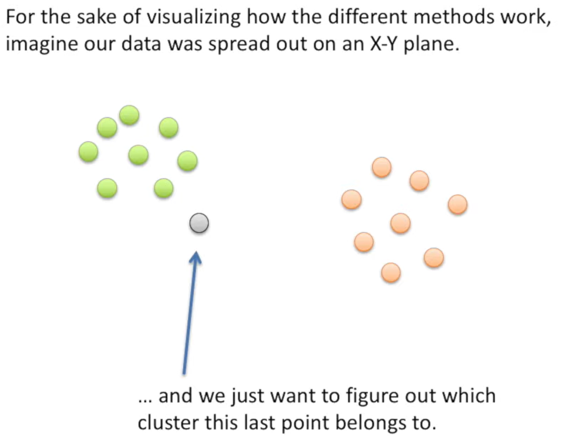 For the sake of visualizing how the different methods work,
imagine our data was spread out on an X-Y plane.
... and we just want to figure out which
cluster this last point belongs to.